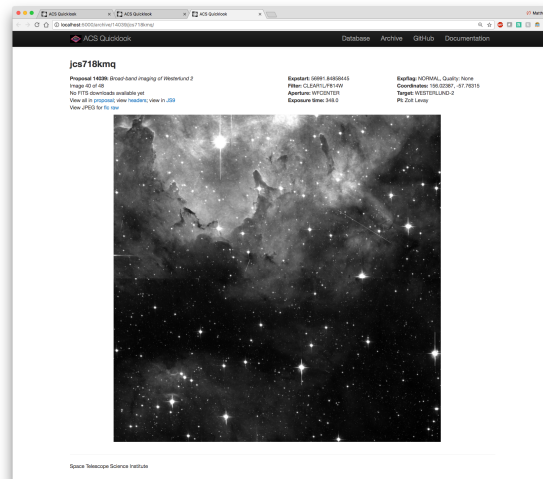 ACS Quicklook
ACS Quicklook
ACS Quicklook
localhost:5000/archive/14039/jcs718kmq/
ACS Quicklook
Database Archive GitHub Documentation
jcs718kmq
Proposal 14039: Broad-band Imaging of Westerlund 2
Image 40 of 48
No FITS downloads available yet
View all in proposal; view headers; view in JS9
View JPEG for flc raw
Expstart: 56991.84858445
Filter: CLEAR1L/F814W
Aperture: WFCENTER
Exposure time: 348.0
Expflag: NORMAL, Quality: None
Coordinates: 156.02387, -57.76315
Target: WESTERLUND-2
PI: Zolt Levay
Space Telescope Science Institute